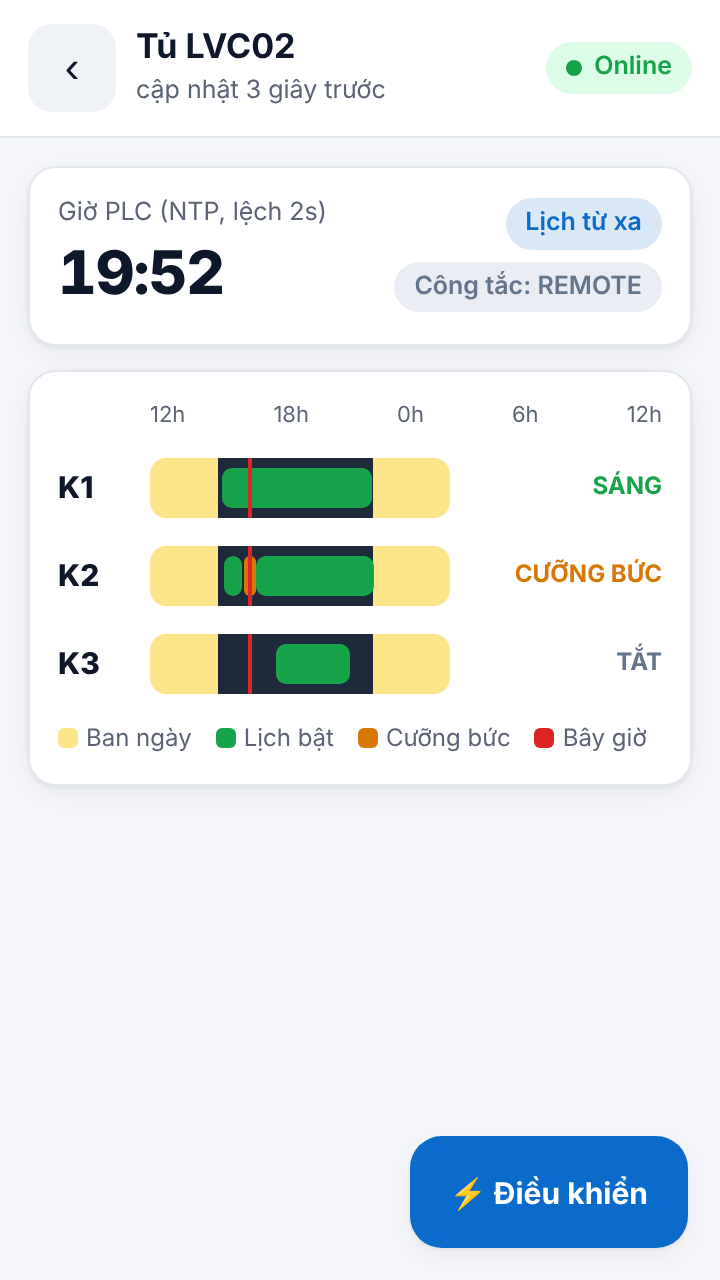 ‹
Tủ LVC02
cập nhật 3 giây trước
Online
Giờ PLC (NTP, lệch 2s)
19:52
Lịch từ xa
Công tắc: REMOTE
12h 18h 0h 6h 12h
K1 SÁNG
K2 CƯỠNG BỨC
K3 TẮT
Ban ngày Lịch bật Cưỡng bức Bây giờ
⚡ Điều khiển